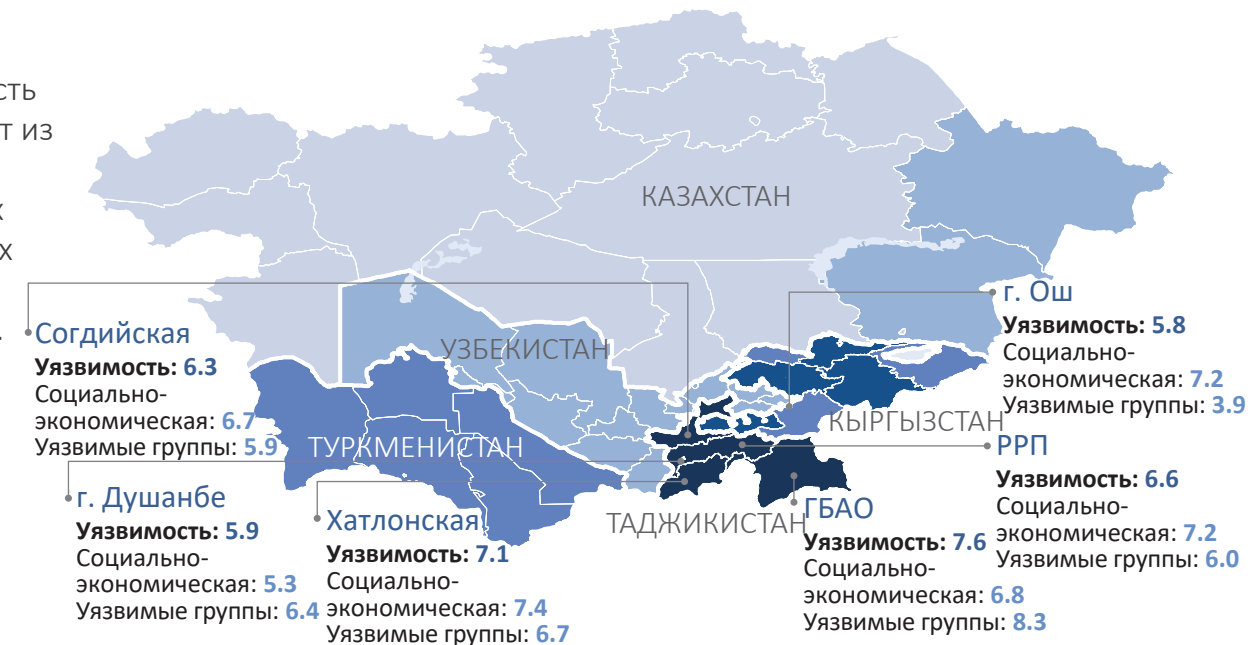 СТЬ
Т ИЗ
Х
Х
.
КАЗАХСТАН
УЗБЕКИСТАН
ТУРКМЕНИСТАН
КЫРГЫЗСТАН
ТАДЖИКИСТАН
г. Ош
Уязвимость: 5.8
Социально-
экономическая: 7.2
Уязвимые группы: 3.9
Согдийская
Уязвимость: 6.3
Социально-
экономическая: 6.7
Уязвимые группы: 5.9
РРП
Уязвимость: 6.6
Социально-
экономическая: 7.2
Уязвимые группы: 6.0
г. Душанбе
Уязвимость: 5.9
Социально-
экономическая: 5.3
Уязвимые группы: 6.4
Хатлонская
Уязвимость: 7.1
Социально-
экономическая: 7.4
Уязвимые группы: 6.7
ГБАО
Уязвимость: 7.6
Социально-
экономическая: 6.8
Уязвимые группы: 8.3